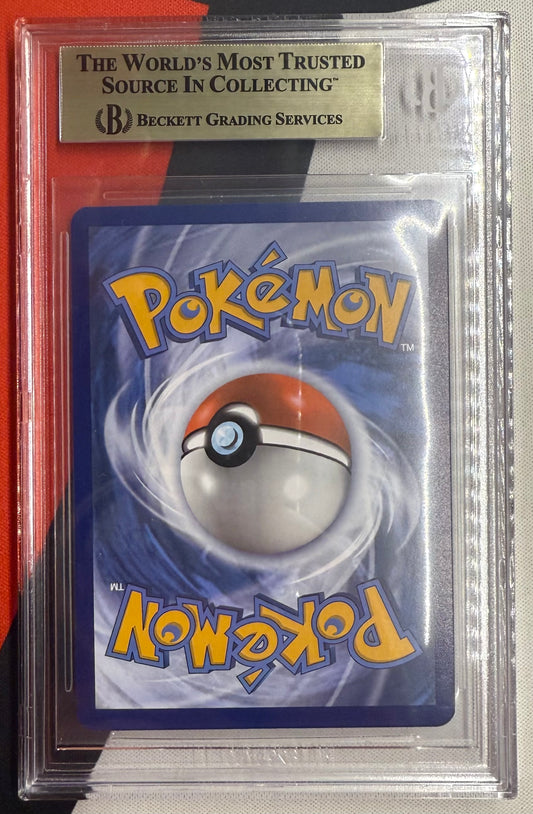 THE WORLD'S MOST TRUSTED
SOURCE IN COLLECTING™
B BECKETT GRADING SERVICES
POKéMON
TM
TM
POKéMON